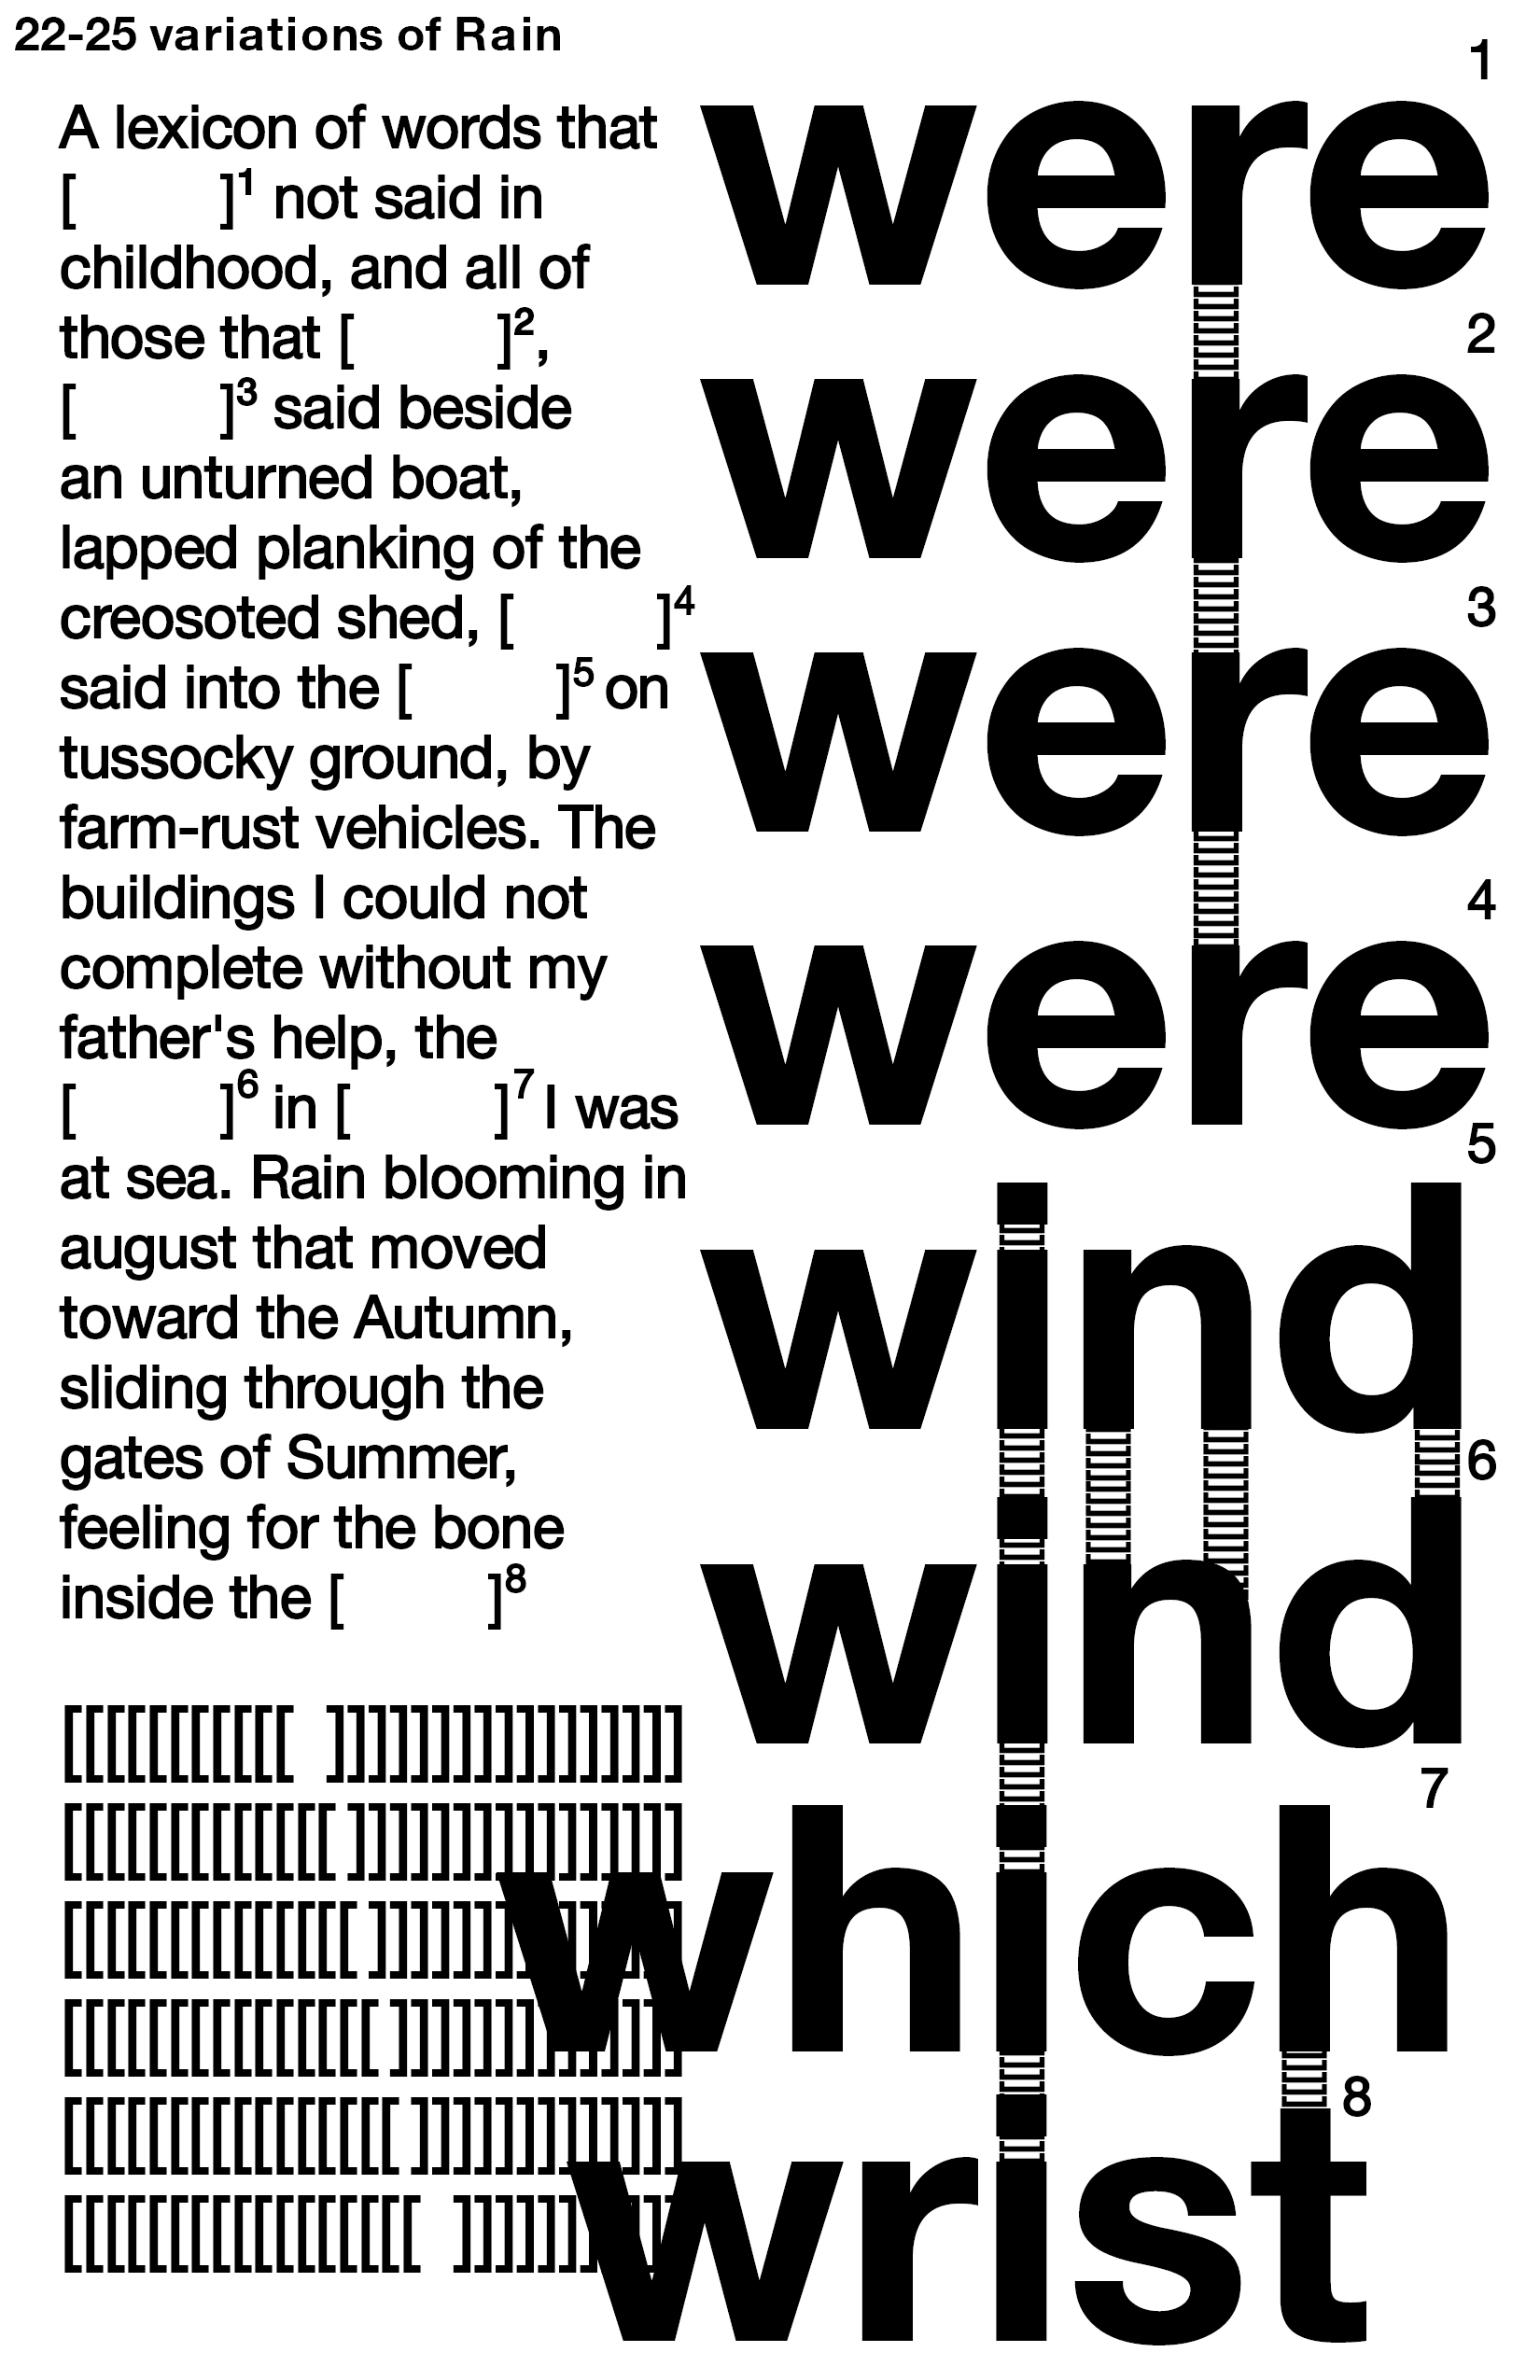 22-25 variations of Rain
A lexicon of words that
[ ]1 not said in
childhood, and all of
those that [ ]2,
[ ]3 said beside
an unturned boat,
lapped planking of the
creosoted shed, [ ]4
said into the [ ]5 on
tussocky ground, by
farm-rust vehicles. The
buildings I could not
complete without my
father's help, the
[ ]6 in [ ]7 I was
at sea. Rain blooming in
august that moved
toward the Autumn,
sliding through the
gates of Summer,
feeling for the bone
inside the [ ]8
[[[[[[[[[[[ ]]]]]]]]]]]]]]]]]
[[[[[[[[[[[[[ ]]]]]]]]]]]]]]]]
[[[[[[[[[[[[[[ ]]]]]]]]]]]]]]]
[[[[[[[[[[[[[[[ ]]]]]]]]]]]]]]
[[[[[[[[[[[[[[[[ ]]]]]]]]]]]]]
[[[[[[[[[[[[[[[[[ ]]]]]]]]]]]
1
were
2
were
3
were
4
were
5
wind
6
wind
7
which
8
wrist